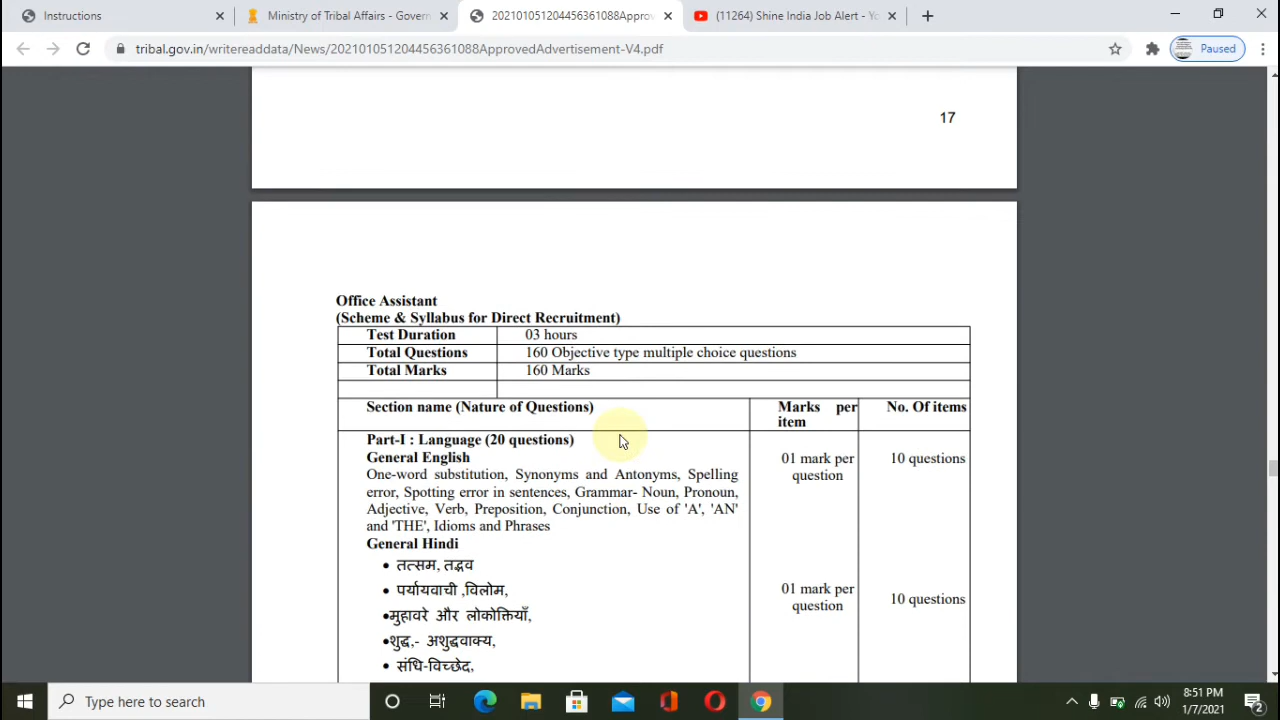 Instructions
Ministry of Tribal Affairs - Govern
202101051204456361088Approv
(11264) Shine India Job Alert - Yo
tribal.gov.in/writereaddata/News/202101051204456361088ApprovedAdvertisement-V4.pdf
Paused
17
Office Assistant
(Scheme & Syllabus for Direct Recruitment)
Test Duration 03 hours
Total Questions 160 Objective type multiple choice questions
Total Marks 160 Marks
Section name (Nature of Questions) Marks per item No. Of items
Part-I : Language (20 questions)
General English 01 mark per question 10 questions
One-word substitution, Synonyms and Antonyms, Spelling
error, Spotting error in sentences, Grammar- Noun, Pronoun,
Adjective, Verb, Preposition, Conjunction, Use of 'A', 'AN'
and 'THE', Idioms and Phrases
General Hindi
• तत्सम, तद्भव
• पर्यायवाची ,विलोम, 01 mark per question 10 questions
•मुहावरे और लोकोक्तियाँ,
•शुद्ध,- अशुद्धवाक्य,
• संधि-विच्छेद,
Type here to search
8:51 PM
1/7/2021
2